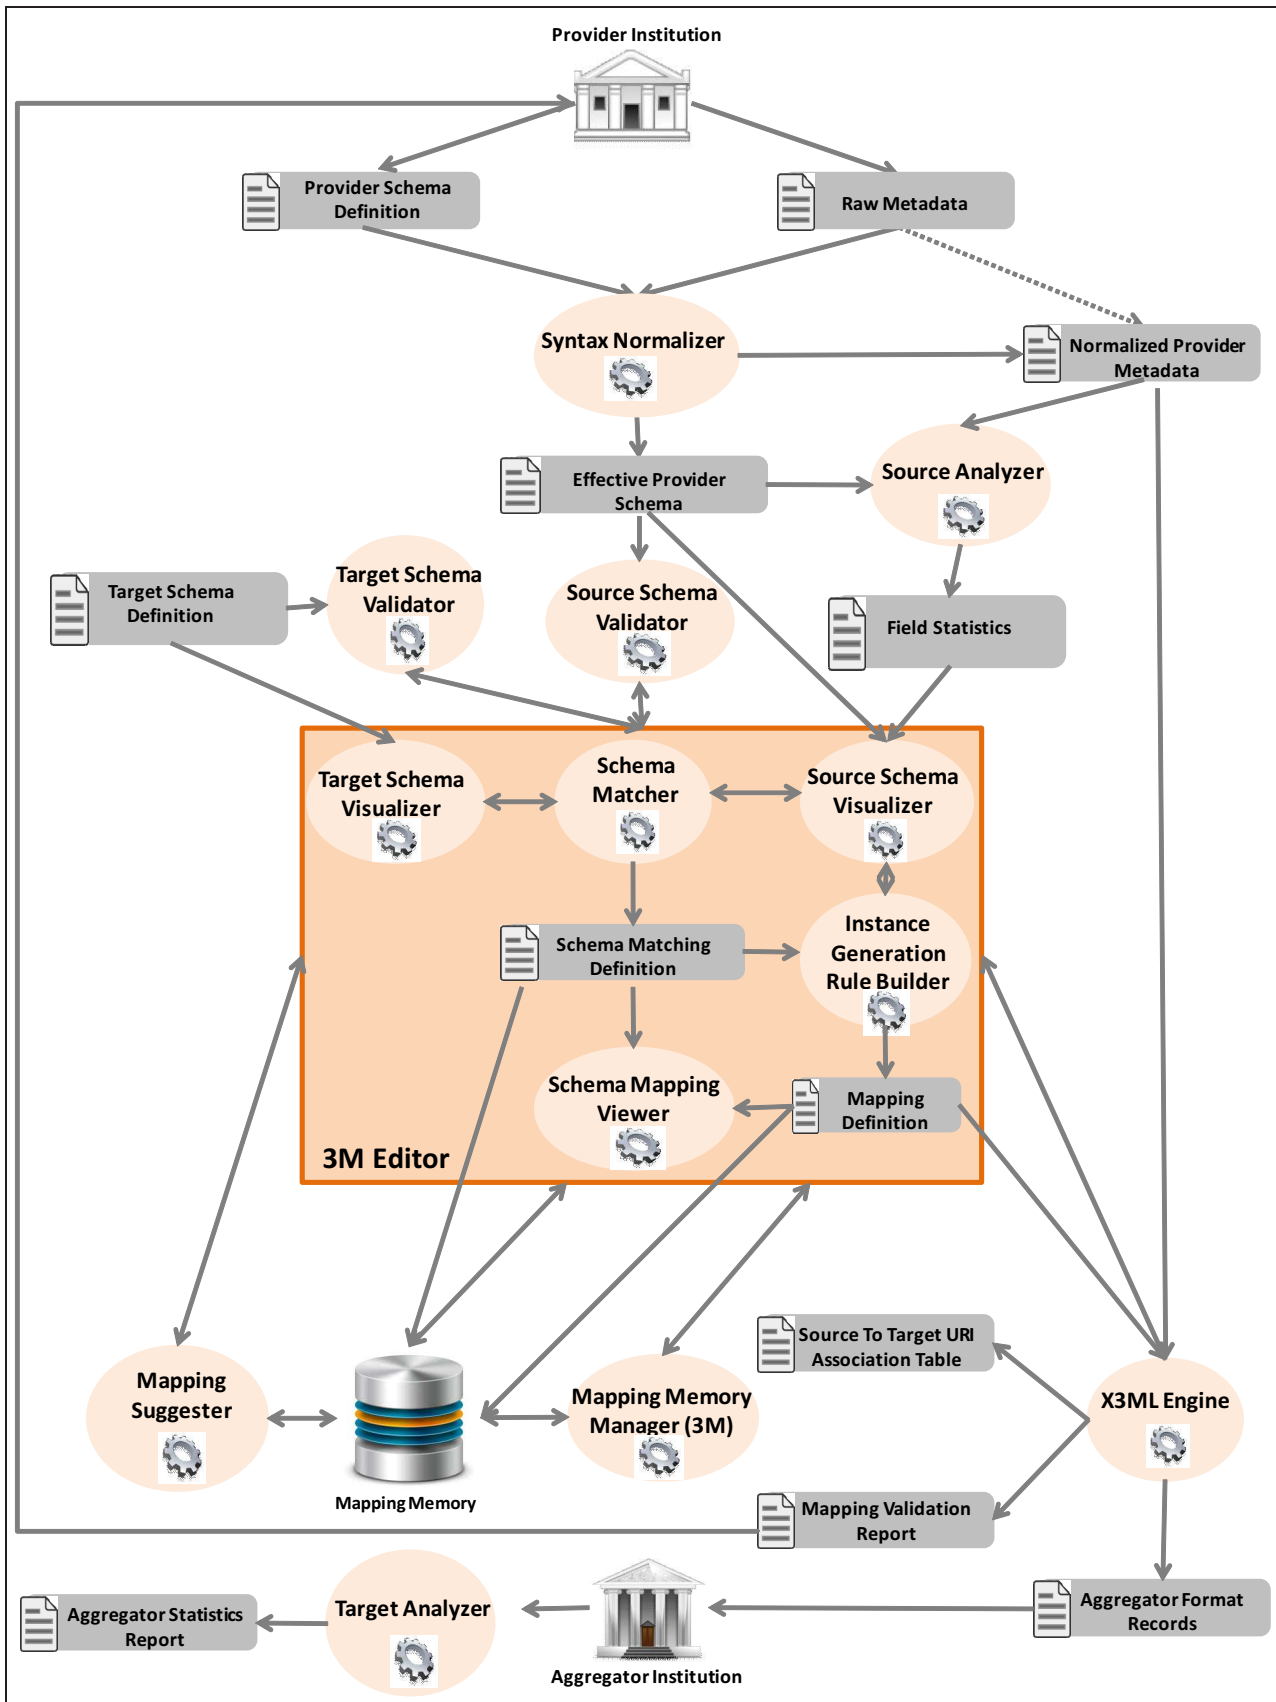 Provider Institution
Provider Schema
Definition
Raw Metadata
Syntax Normalizer
Normalized Provider
Metadata
Effective Provider
Schema
Source Analyzer
Target Schema
Definition
Target Schema
Validator
Source Schema
Validator
Field Statistics
Target Schema
Visualizer
Schema
Matcher
Source Schema
Visualizer
Schema Matching
Definition
Instance
Generation
Rule Builder
Schema Mapping
Viewer
Mapping
Definition
3M Editor
Source To Target URI
Association Table
Mapping
Suggester
Mapping Memory
Mapping Memory
Manager (3M)
X3ML Engine
Mapping Validation
Report
Aggregator Statistics
Report
Target Analyzer
Aggregator Institution
Aggregator Format
Records